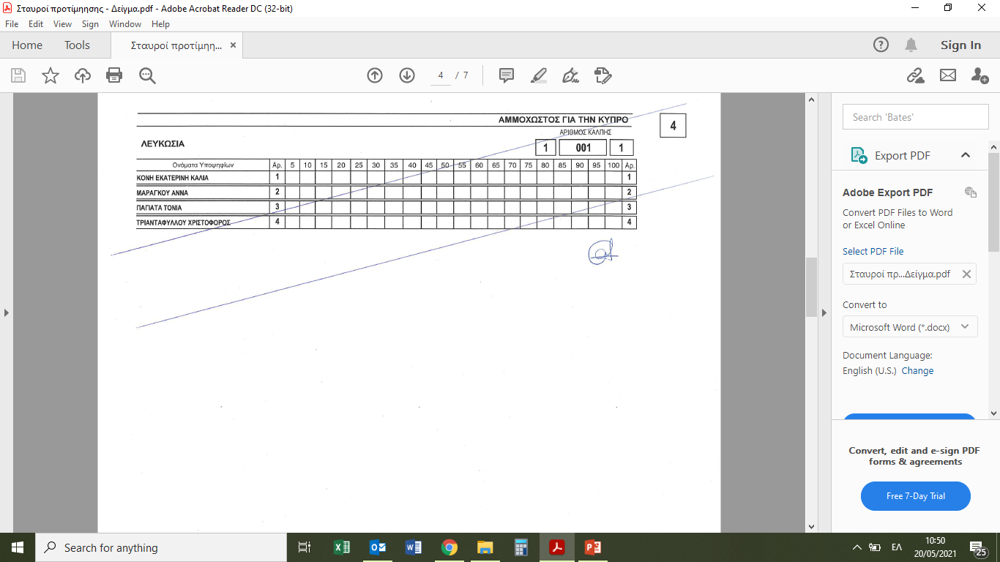 Σταυροί προτίμησης - Δείγμα.pdf - Adobe Acrobat Reader DC (32-bit)
File Edit View Sign Window Help
Home Tools Σταυροί προτίμη... × Sign In
4 / 7
Search 'Bates'
Export PDF
Adobe Export PDF
Convert PDF Files to Word
or Excel Online
Select PDF File
Σταυροί πρ...Δείγμα.pdf
Convert to
Microsoft Word (*.docx)
Document Language:
English (U.S.) Change
Convert, edit and e-sign PDF
forms & agreements
Free 7-Day Trial
ΑΜΜΟΧΩΣΤΟΣ ΓΙΑ ΤΗΝ ΚΥΠΡΟ 4
ΑΡΙΘΜΟΣ ΚΑΛΠΗΣ
ΛΕΥΚΩΣΙΑ 1 001 1
Ονόματα Υποψηφίων Αρ. 5 10 15 20 25 30 35 40 45 50 55 60 65 70 75 80 85 90 95 100 Αρ.
ΚΟΝΗ ΕΚΑΤΕΡΙΝΗ ΚΑΛΙΑ 1 1
ΜΑΡΑΓΚΟΥ ΑΝΝΑ 2 2
ΠΑΓΙΑΤΑ ΤΟΝΙΑ 3 3
ΤΡΙΑΝΤΑΦΥΛΛΟΥ ΧΡΙΣΤΟΦΟΡΟΣ 4 4
Search for anything
ΕΛ
10:50
20/05/2021
25